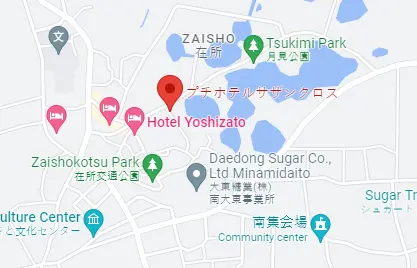 ZAISHO
在所
Tsukimi Park
月見公園
文
プチホテルサザンクロス
Hotel Yoshizato
Zaishokotsu Park
在所交通公園
Daedong Sugar Co.,
Ltd Minamidaito
大東糖業(株)
南大東事業所
Sugar Tr
シュガート
ulture Center
と文化センター
南集会場
Community center